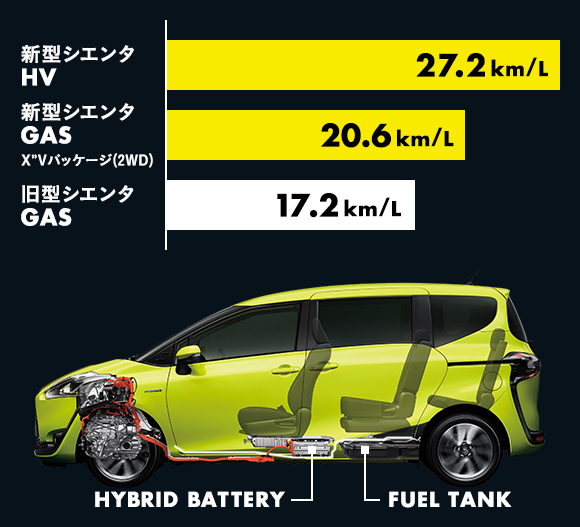 新型シエンタ
HV
27.2 km/L
新型シエンタ
GAS
X”Vパッケージ(2WD)
20.6 km/L
旧型シエンタ
GAS
17.2 km/L
HYBRID BATTERY
FUEL TANK